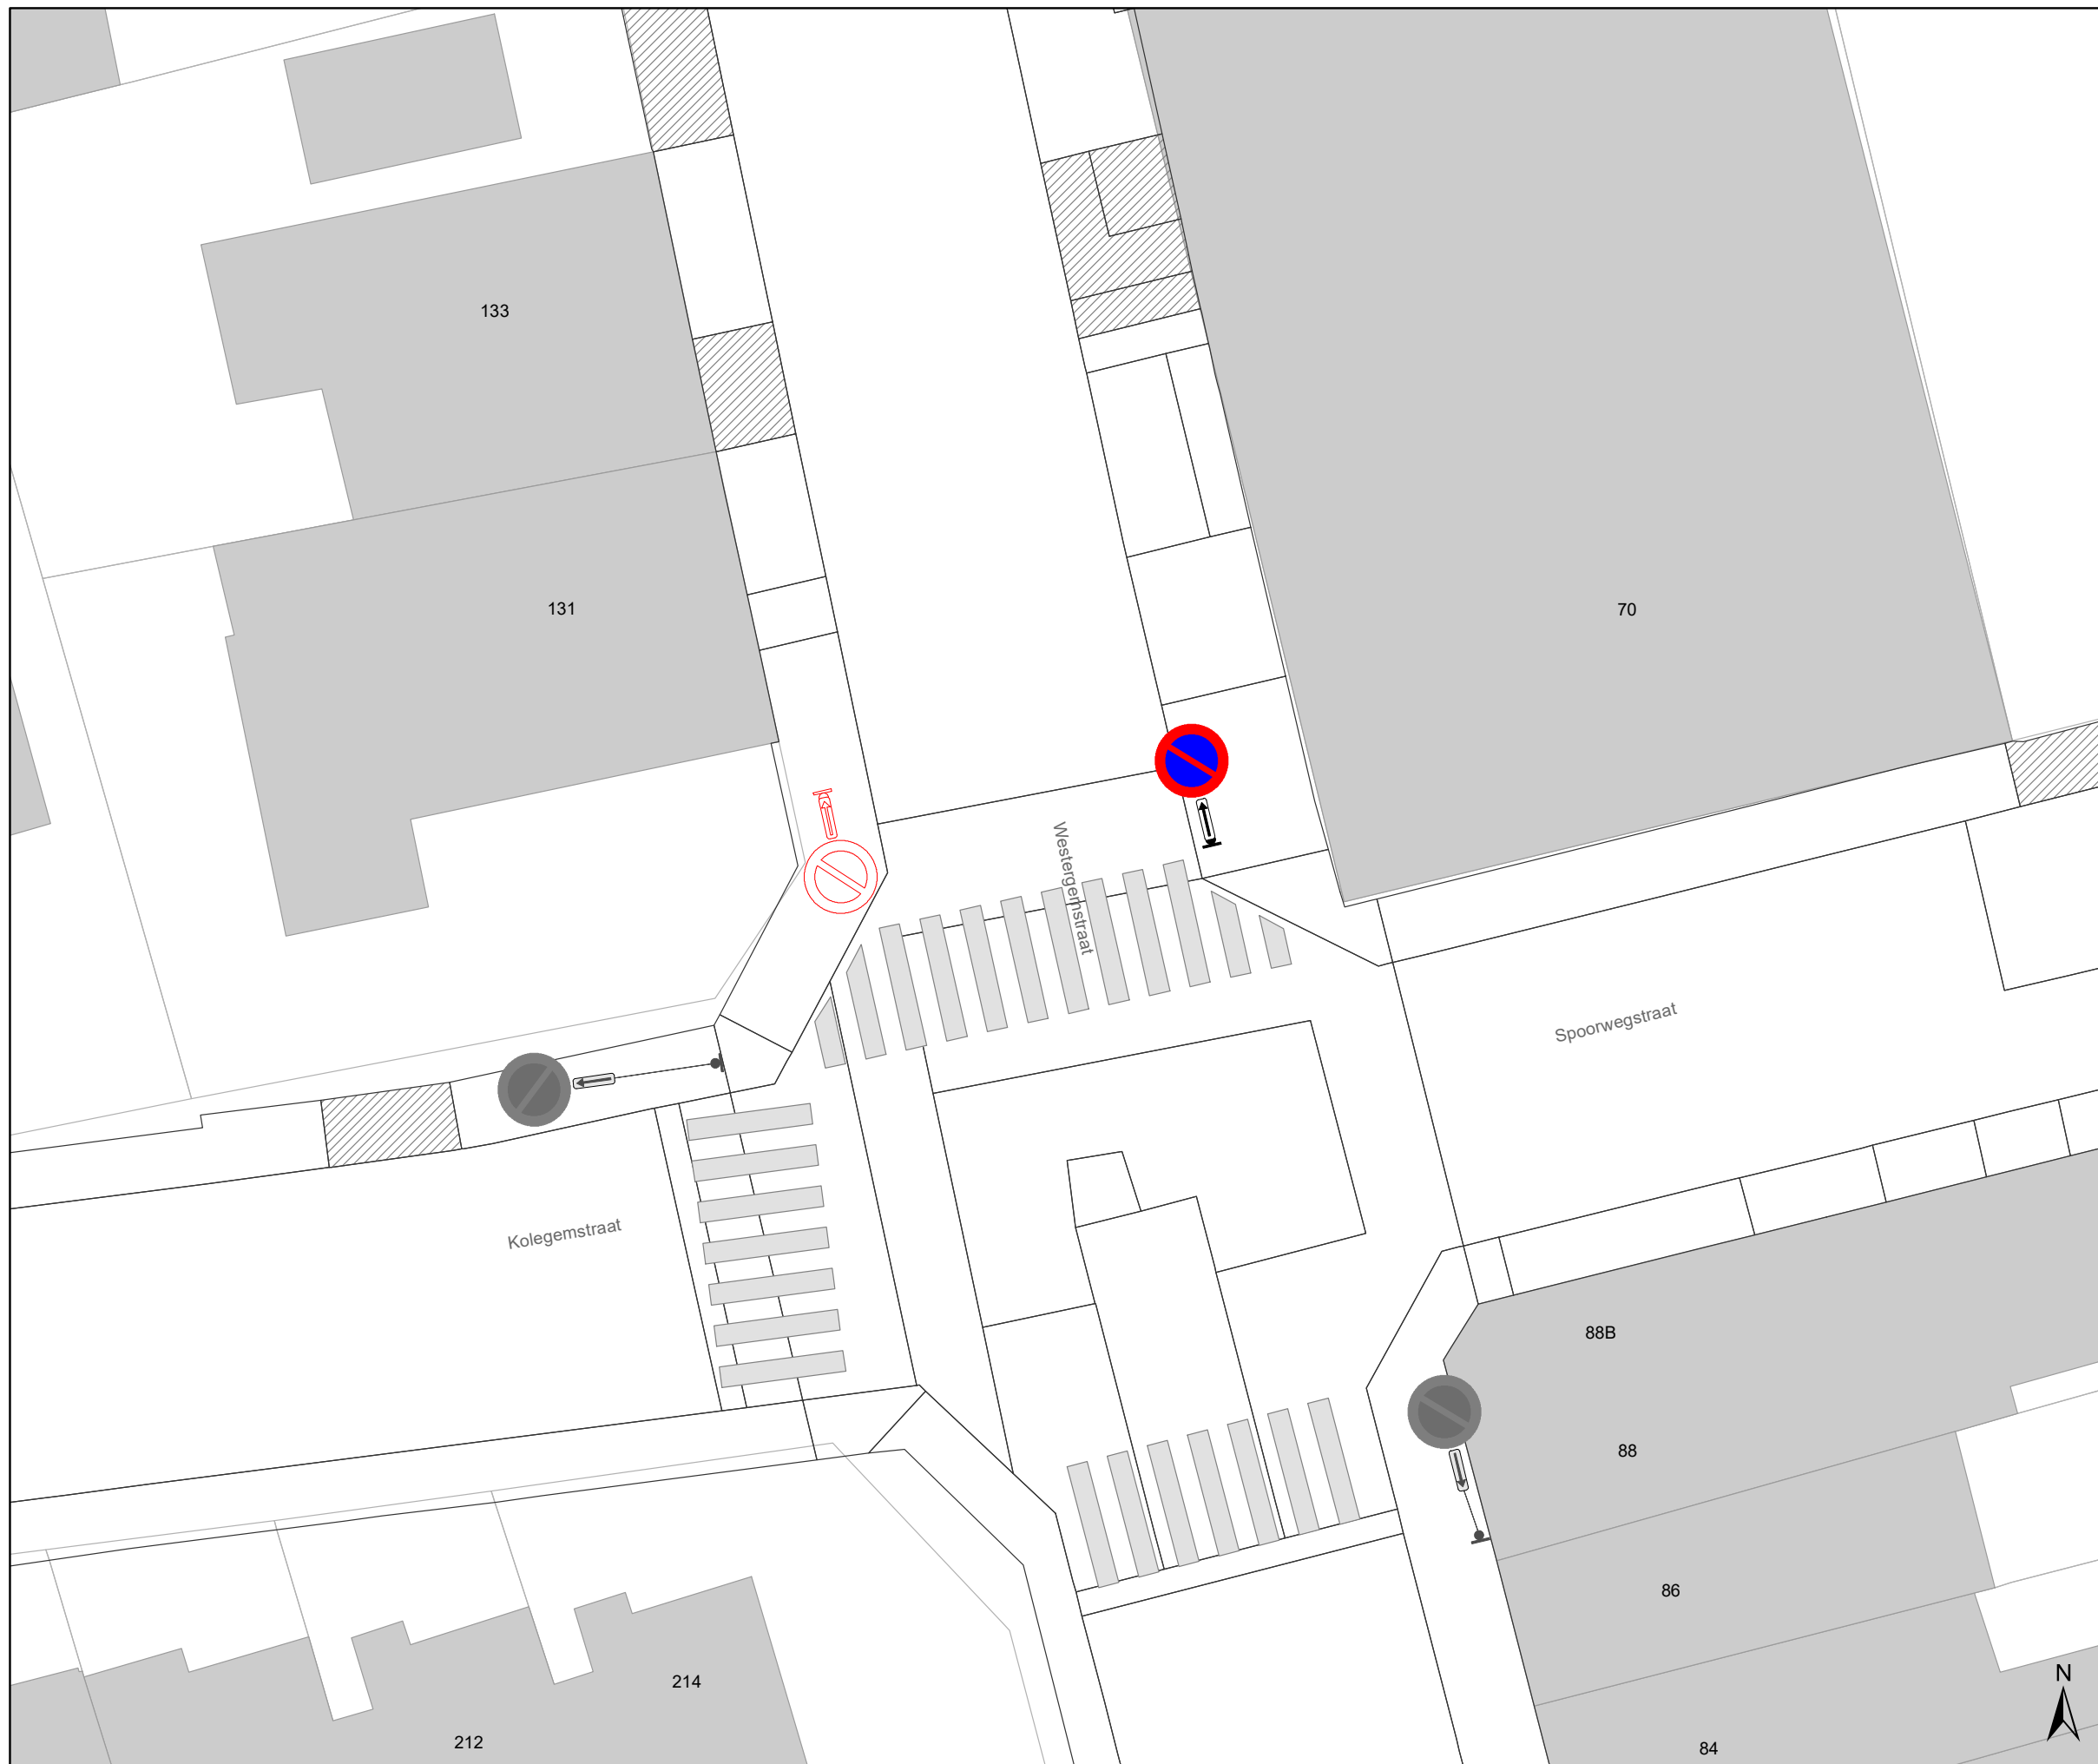 133
131
70
Westergemstraat
Spoorwegstraat
Kolegemstraat
88B
88
86
214
212
84
N